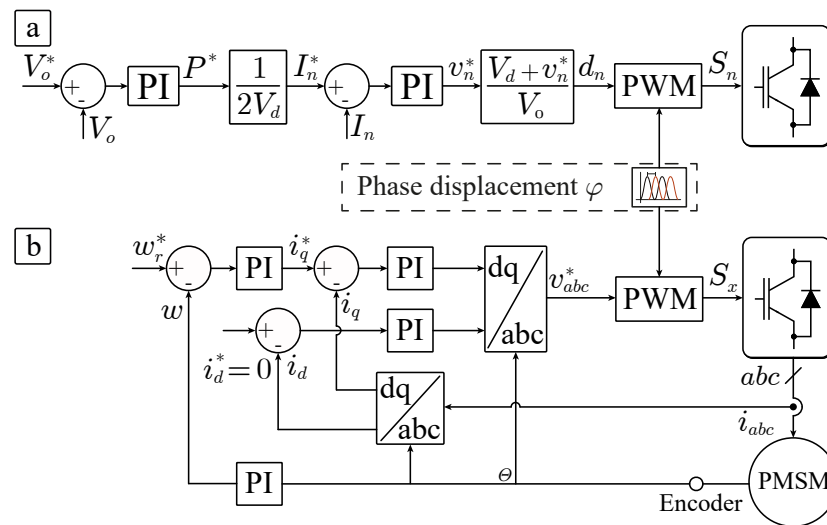 a
V_o^* + - V_o PI P^* 1/2V_d I_n^* + - I_n PI v_n^* V_d + v_n^*/V_o d_n PWM S_n
Phase displacement φ
b
w_r^* + - w PI i_q^* + - i_q PI dq/abc v_abc^* PWM S_x
i_d^* = 0 + - i_d PI
abc
dq/abc
i_abc
PI Θ PMSM
Encoder